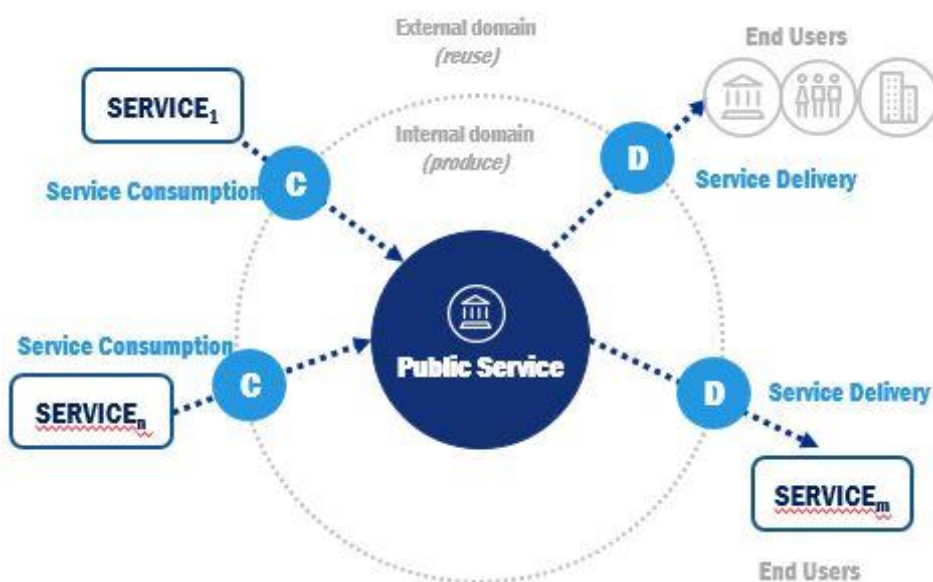 External domain
(reuse)
End Users
SERVICE₁
Internal domain
(produce)
C
D
Service Consumption
Service Delivery
Service Consumption
Public Service
C
D
Service Delivery
SERVICEₙ
SERVICEₘ
End Users